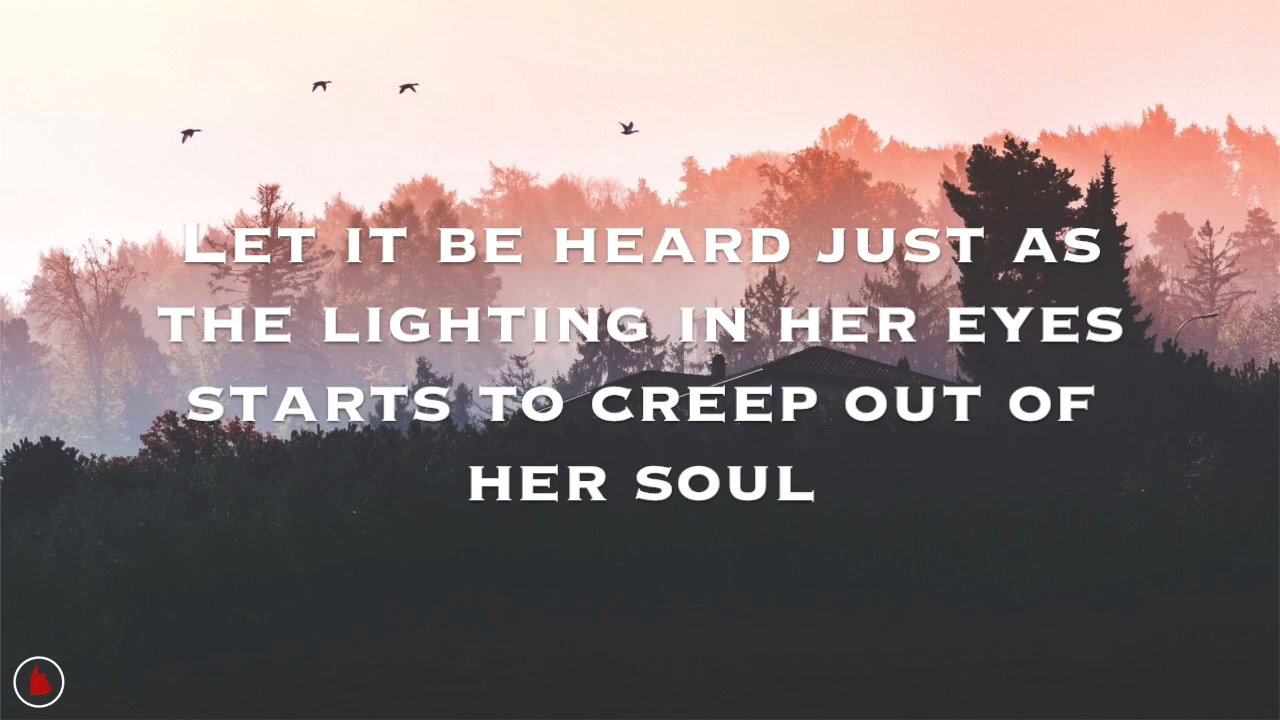 Let it be heard just as
the lighting in her eyes
starts to creep out of
her soul